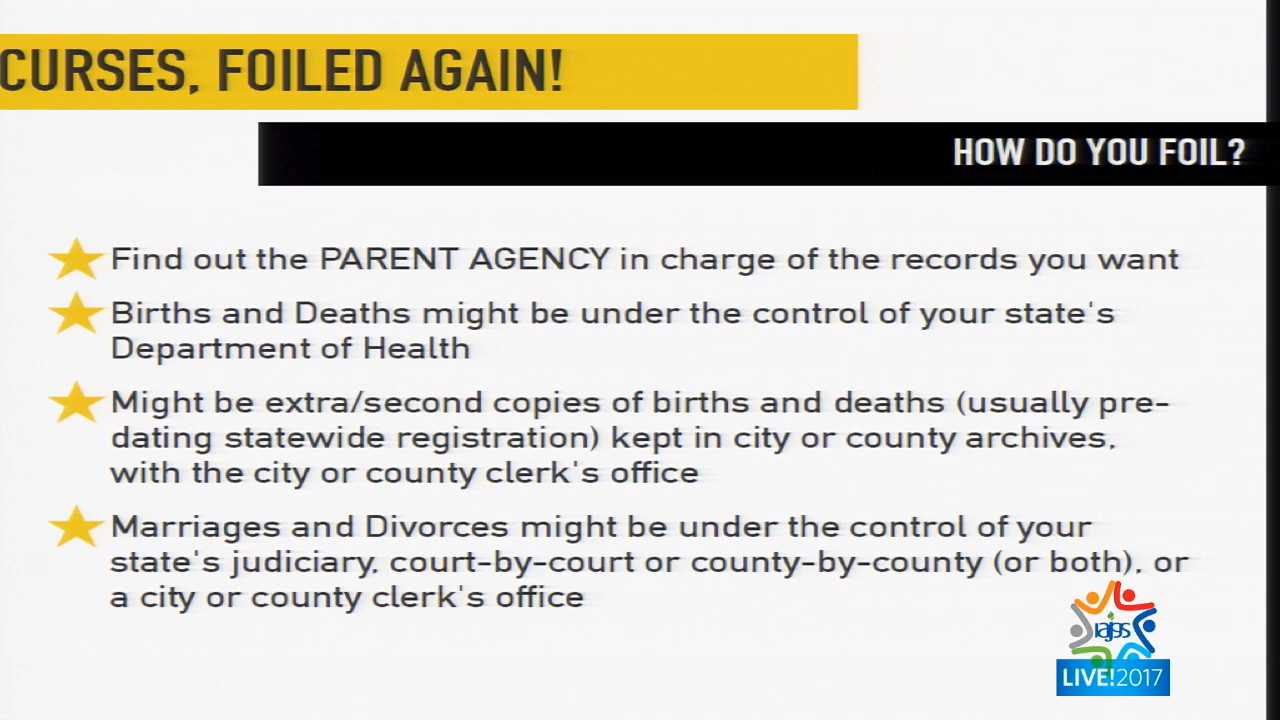 CURSES, FOILED AGAIN!
HOW DO YOU FOIL?
Find out the PARENT AGENCY in charge of the records you want
Births and Deaths might be under the control of your state's
Department of Health
Might be extra/second copies of births and deaths (usually pre-
dating statewide registration) kept in city or county archives,
with the city or county clerk's office
Marriages and Divorces might be under the control of your
state's judiciary, court-by-court or county-by-county (or both), or
a city or county clerk's office
iajgs
LIVE!2017